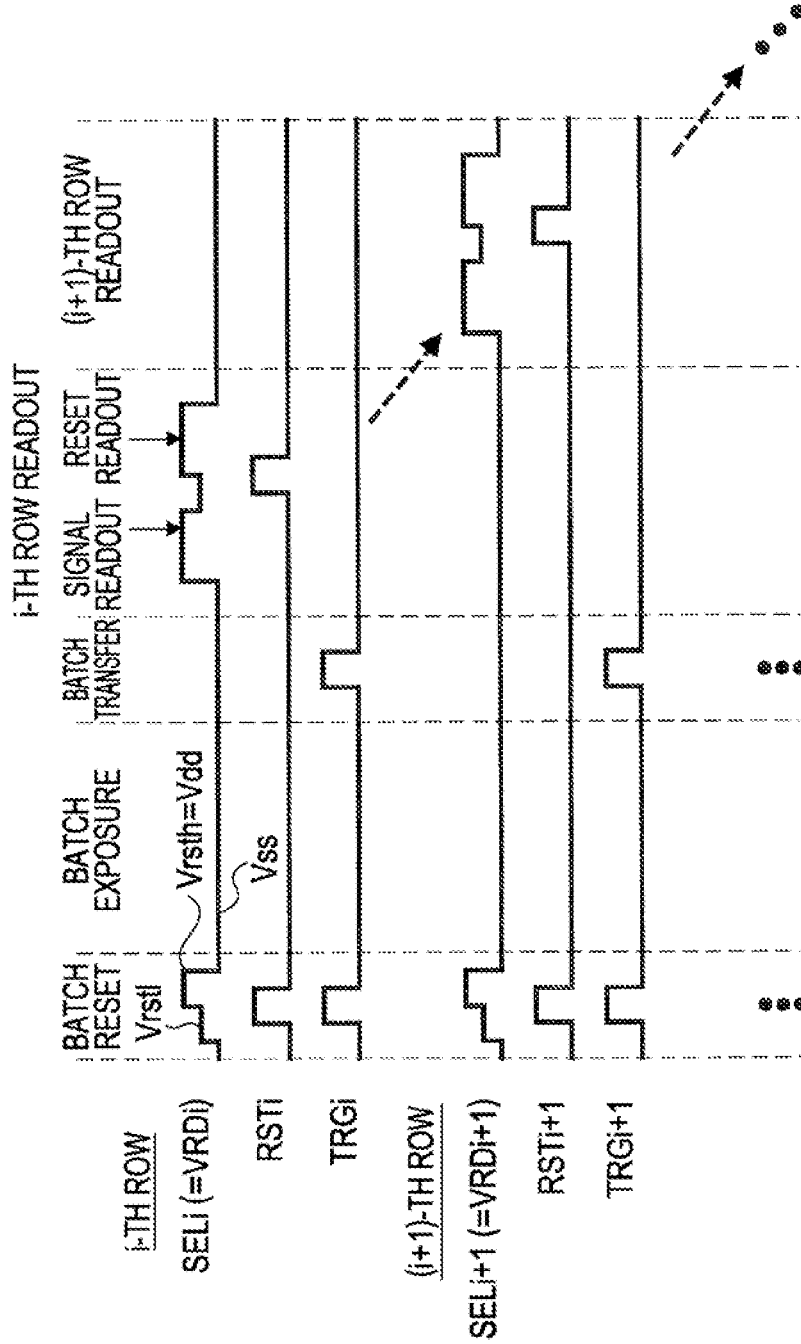 i-TH ROW READOUT
BATCH
RESET
BATCH
EXPOSURE
BATCH
TRANSFER
SIGNAL
READOUT
RESET
READOUT
(i+1)-TH ROW
READOUT
Vrstl
Vrsth=Vdd
Vss
i-TH ROW
SELi (=VRDi)
RSTi
TRGi
(i+1)-TH ROW
SELi+1 (=VRDi+1)
RSTi+1
TRGi+1